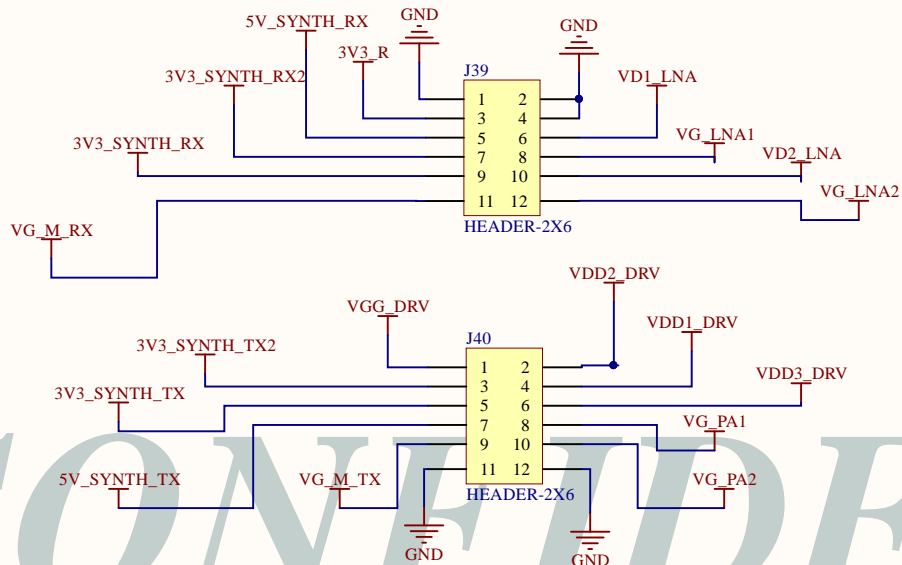 GND
5V_SYNTH_RX
GND
3V3_R
J39
3V3_SYNTH_RX2
VD1_LNA
1 2
3 4
5 6
3V3_SYNTH_RX
VG_LNA1
7 8
VD2_LNA
9 10
VG_LNA2
11 12
VG_M_RX
HEADER-2X6
VDD2_DRV
VGG_DRV
VDD1_DRV
J40
3V3_SYNTH_TX2
1 2
VDD3_DRV
3 4
3V3_SYNTH_TX
5 6
VG_PA1
7 8
9 10
11 12
5V_SYNTH_TX
VG_M_TX
VG_PA2
HEADER-2X6
GND
GND
CONFIDE